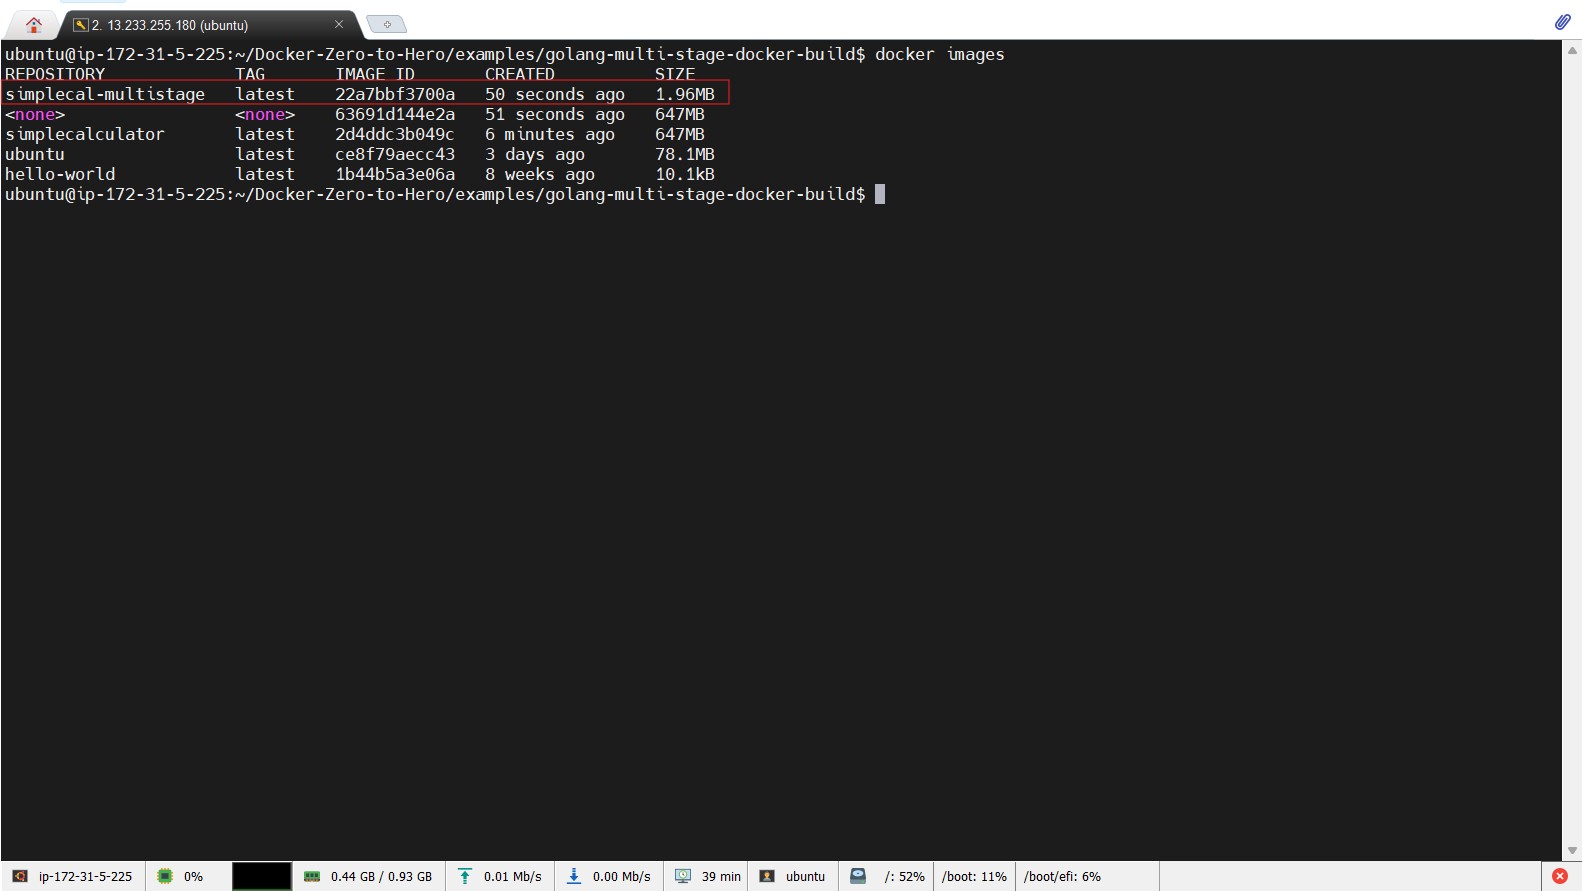 2. 13.233.255.180 (ubuntu)
ubuntu@ip-172-31-5-225:~/Docker-Zero-to-Hero/examples/golang-multi-stage-docker-build$ docker images
REPOSITORY TAG IMAGE ID CREATED SIZE
simplecal-multistage latest 22a7bbf3700a 50 seconds ago 1.96MB
<none> <none> 63691d144e2a 51 seconds ago 647MB
simplecalculator latest 2d4ddc3b049c 6 minutes ago 647MB
ubuntu latest ce8f79aecc43 3 days ago 78.1MB
hello-world latest 1b44b5a3e06a 8 weeks ago 10.1kB
ubuntu@ip-172-31-5-225:~/Docker-Zero-to-Hero/examples/golang-multi-stage-docker-build$
ip-172-31-5-225 0% 0.44 GB / 0.93 GB 0.01 Mb/s 0.00 Mb/s 39 min ubuntu /: 52% /boot: 11% /boot/efi: 6%